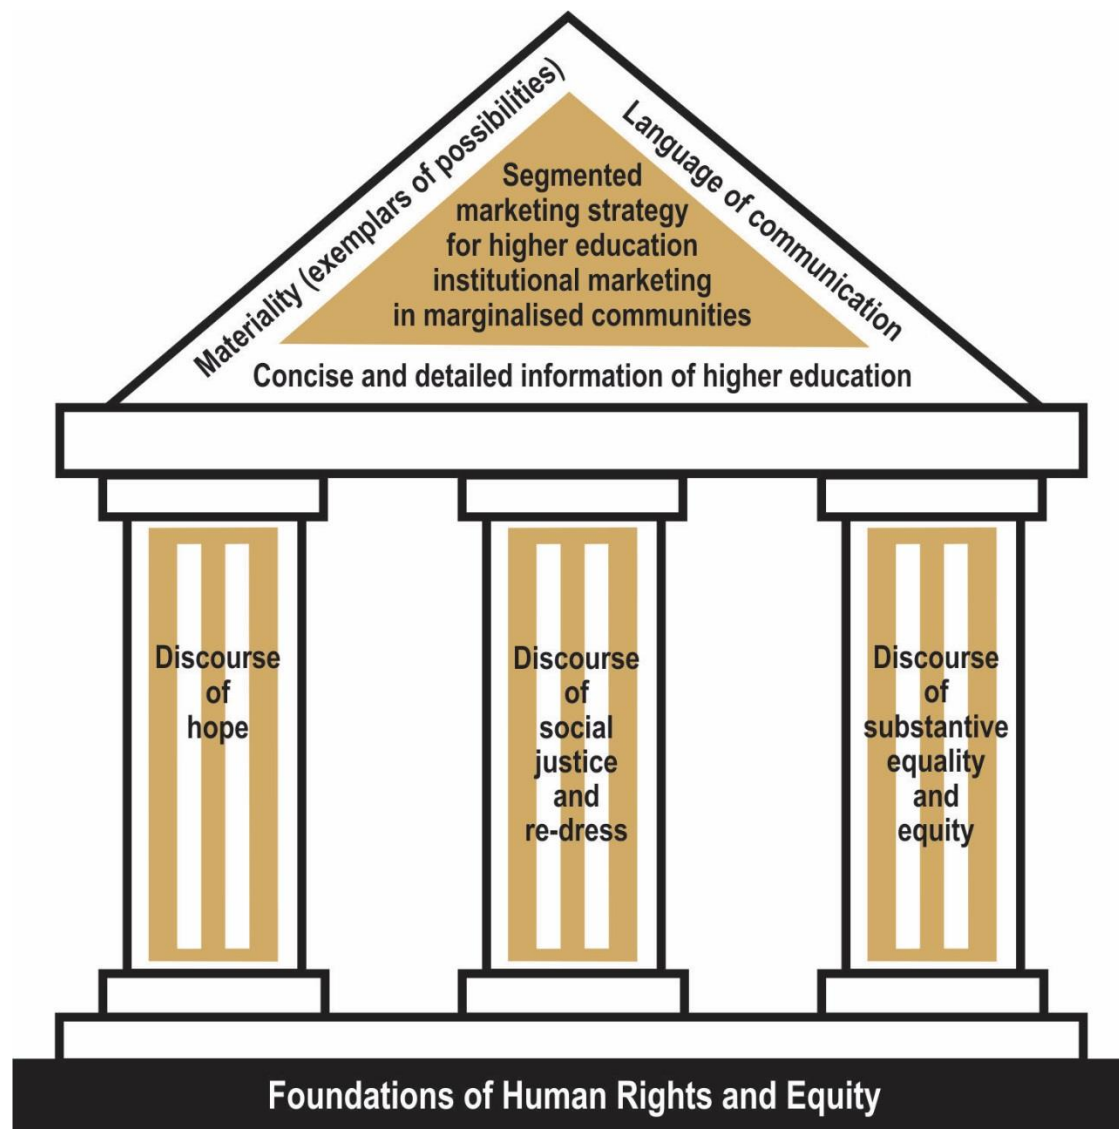 Materiality (exemplars of possibilities)
Language of communication
Segmented
marketing strategy
for higher education
institutional marketing
in marginalised communities
Concise and detailed information of higher education
Discourse
of
hope
Discourse
of
social
justice
and
re-dress
Discourse
of
substantive
equality
and
equity
Foundations of Human Rights and Equity